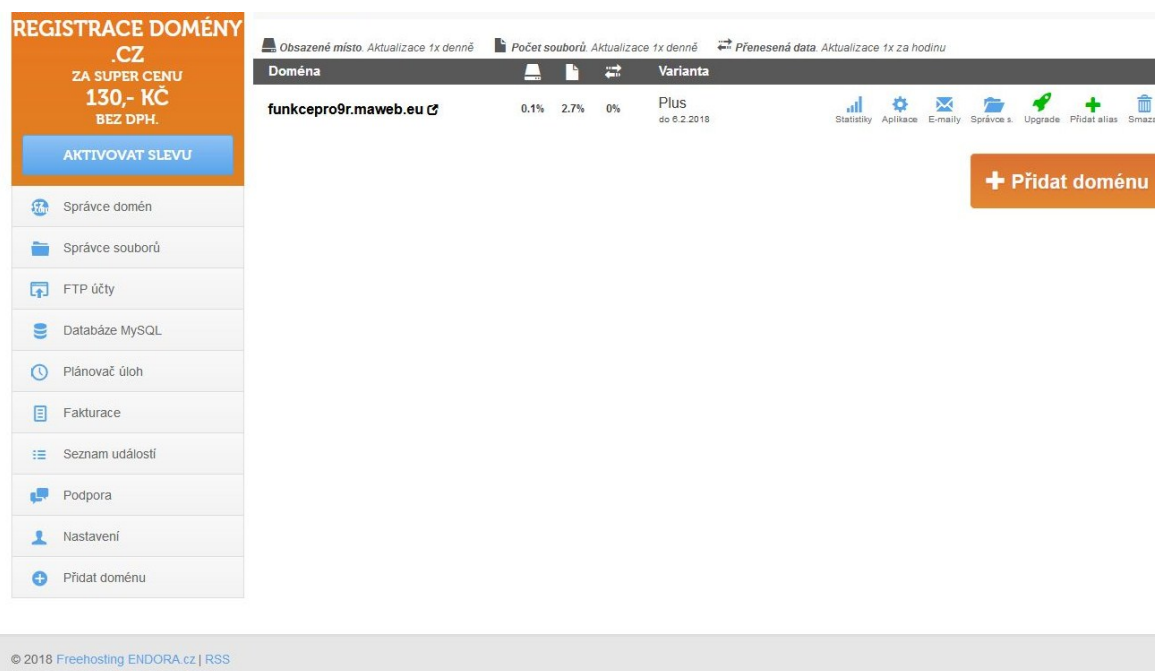 REGISTRACE DOMÉNY
.CZ
ZA SUPER CENU
130,- KČ
BEZ DPH.
AKTIVOVAT SLEVU
Správce domén
Správce souborů
FTP účty
Databáze MySQL
Plánovač úloh
Fakturace
Seznam událostí
Podpora
Nastavení
Přidat doménu
Obsazené místo. Aktualizace 1x denně Počet souborů. Aktualizace 1x denně Přenesená data. Aktualizace 1x za hodinu
Doména Varianta
funkcepro9r.maweb.eu 0.1% 2.7% 0% Plus
do 6.2.2018
Statistiky Aplikace E-maily Správce s. Upgrade Přidat alias Smaza
+ Přidat doménu
© 2018 Freehosting ENDORA.cz | RSS